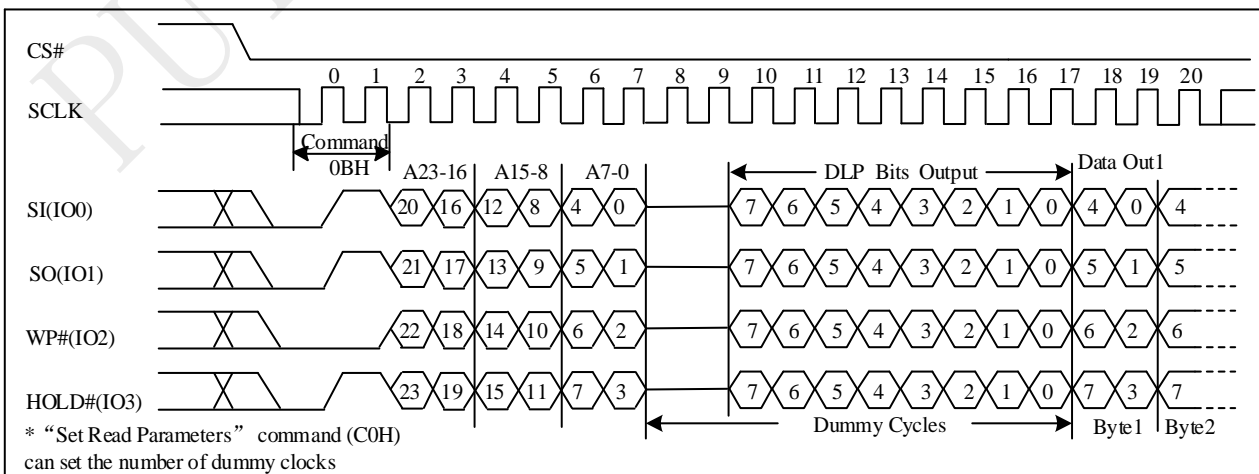 CS#
0 1 2 3 4 5 6 7 8 9 10 11 12 13 14 15 16 17 18 19 20
SCLK
Command
0BH
A23-16 A15-8 A7-0 DLP Bits Output Data Out1
SI(IO0) 20 16 12 8 4 0 7 6 5 4 3 2 1 0 4 0 4
SO(IO1) 21 17 13 9 5 1 7 6 5 4 3 2 1 0 5 1 5
WP#(IO2) 22 18 14 10 6 2 7 6 5 4 3 2 1 0 6 2 6
HOLD#(IO3) 23 19 15 11 7 3 7 6 5 4 3 2 1 0 7 3 7
Dummy Cycles Byte1 Byte2
* “Set Read Parameters” command (C0H)
can set the number of dummy clocks